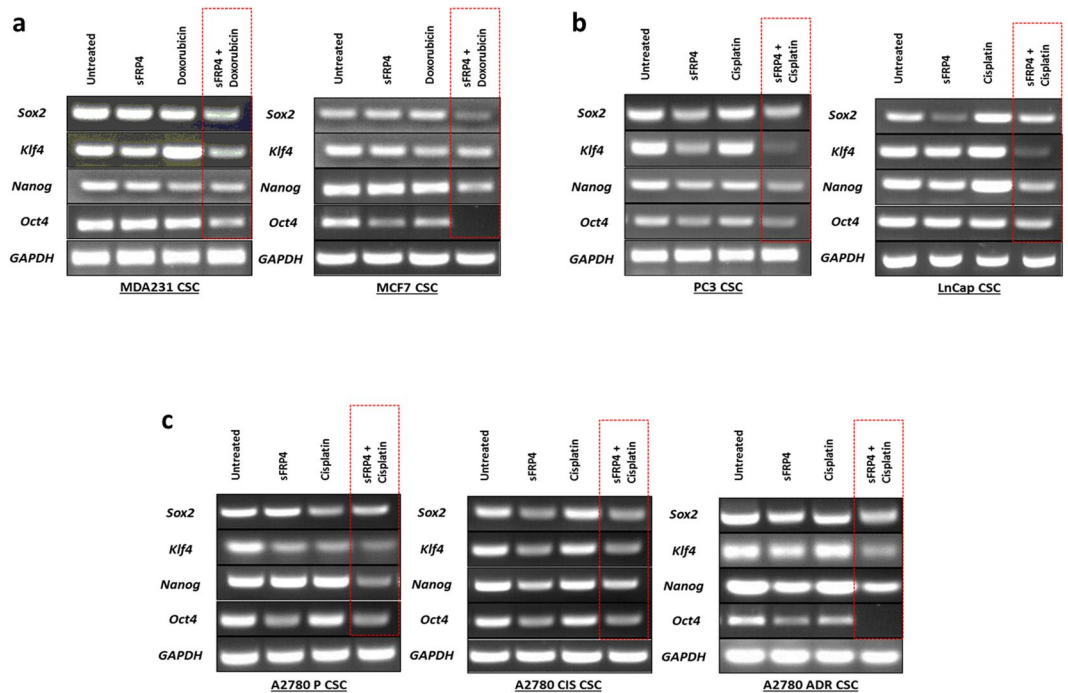 a
Untreated
sFRP4
Doxorubicin
sFRP4 +
Doxorubicin
Sox2
Klf4
Nanog
Oct4
GAPDH
MDA231 CSC
Untreated
sFRP4
Doxorubicin
sFRP4 +
Doxorubicin
Sox2
Klf4
Nanog
Oct4
GAPDH
MCF7 CSC
b
Untreated
sFRP4
Cisplatin
sFRP4 +
Cisplatin
Sox2
Klf4
Nanog
Oct4
GAPDH
PC3 CSC
Untreated
sFRP4
Cisplatin
sFRP4 +
Cisplatin
Sox2
Klf4
Nanog
Oct4
GAPDH
LnCap CSC
c
Untreated
sFRP4
Cisplatin
sFRP4 +
Cisplatin
Sox2
Klf4
Nanog
Oct4
GAPDH
A2780 P CSC
Untreated
sFRP4
Cisplatin
sFRP4 +
Cisplatin
Sox2
Klf4
Nanog
Oct4
GAPDH
A2780 CIS CSC
Untreated
sFRP4
Cisplatin
sFRP4 +
Cisplatin
Sox2
Klf4
Nanog
Oct4
GAPDH
A2780 ADR CSC